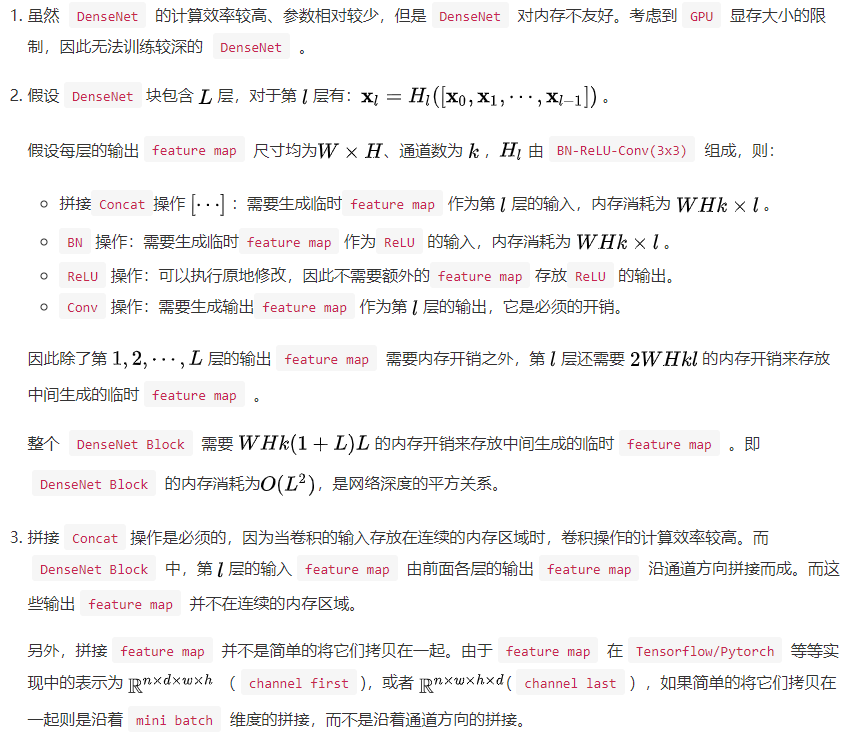 1. 虽然 DenseNet 的计算效率较高、参数相对较少，但是 DenseNet 对内存不友好。考虑到 GPU 显存大小的限
制，因此无法训练较深的 DenseNet 。
2. 假设 DenseNet 块包含 L 层，对于第 l 层有：x_l = H_l([x_0, x_1, ⋯, x_{l−1}]) 。
假设每层的输出 feature map 尺寸均为W × H、通道数为 k ，H_l 由 BN-ReLU-Conv(3x3) 组成，则：
拼接 Concat 操作 [⋯] ：需要生成临时 feature map 作为第 l 层的输入，内存消耗为 WHk × l 。
BN 操作：需要生成临时 feature map 作为 ReLU 的输入，内存消耗为 WHk × l 。
ReLU 操作：可以执行原地修改，因此不需要额外的 feature map 存放 ReLU 的输出。
Conv 操作：需要生成输出 feature map 作为第 l 层的输出，它是必须的开销。
因此除了第 1, 2, ⋯, L 层的输出 feature map 需要内存开销之外，第 l 层还需要 2WHkl 的内存开销来存放
中间生成的临时 feature map 。
整个 DenseNet Block 需要 WHk(1 + L)L 的内存开销来存放中间生成的临时 feature map 。即
DenseNet Block 的内存消耗为O(L^2)，是网络深度的平方关系。
3. 拼接 Concat 操作是必须的，因为当卷积的输入存放在连续的内存区域时，卷积操作的计算效率较高。而
DenseNet Block 中，第 l 层的输入 feature map 由前面各层的输出 feature map 沿通道方向拼接而成。而这
些输出 feature map 并不在连续的内存区域。
另外，拼接 feature map 并不是简单的将它们拷贝在一起。由于 feature map 在 Tensorflow/Pytorch 等等实
现中的表示为 ℝ^{n×d×w×h} （ channel first ），或者 ℝ^{n×w×h×d}( channel last ） ，如果简单的将它们拷贝在
一起则是沿着 mini batch 维度的拼接，而不是沿着通道方向的拼接。